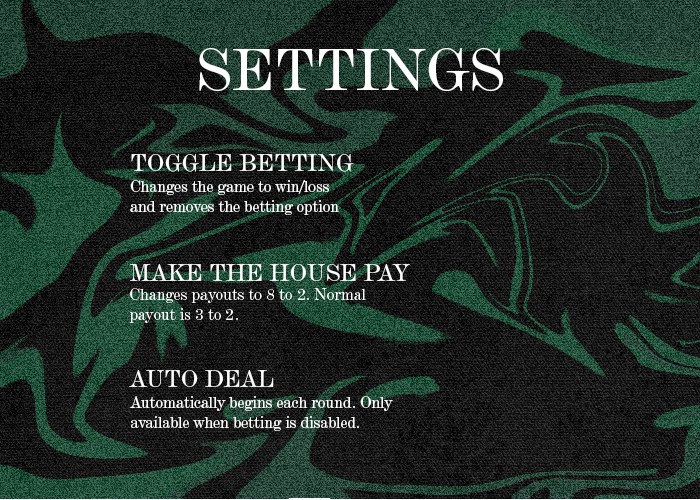 SETTINGS
TOGGLE BETTING
Changes the game to win/loss
and removes the betting option
MAKE THE HOUSE PAY
Changes payouts to 8 to 2. Normal
payout is 3 to 2.
AUTO DEAL
Automatically begins each round. Only
available when betting is disabled.